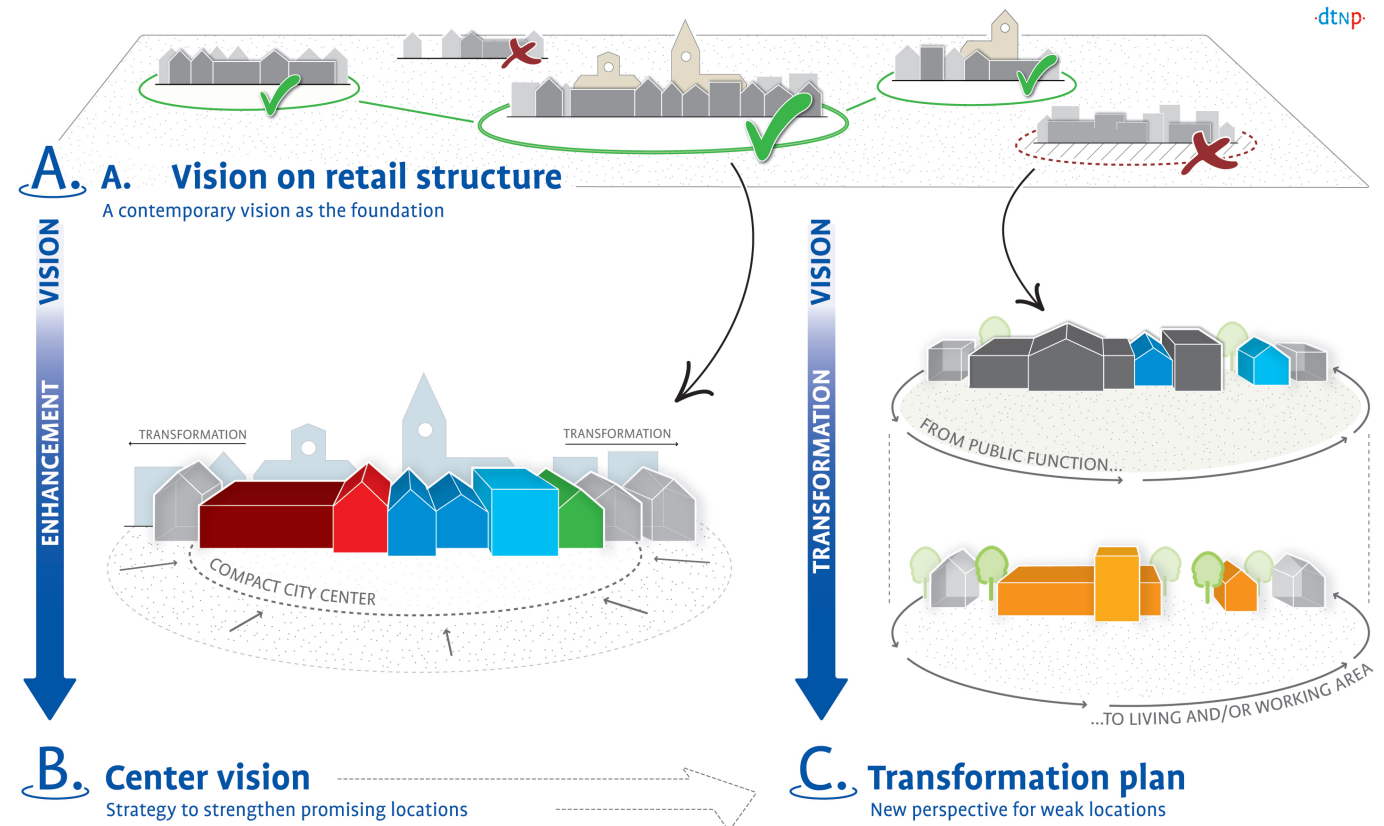 ·dtNp·
A.
A. Vision on retail structure
A contemporary vision as the foundation
VISION
ENHANCEMENT
TRANSFORMATION
TRANSFORMATION
COMPACT CITY CENTER
VISION
TRANSFORMATION
FROM PUBLIC FUNCTION...
...TO LIVING AND/OR WORKING AREA
B. Center vision
Strategy to strengthen promising locations
C. Transformation plan
New perspective for weak locations